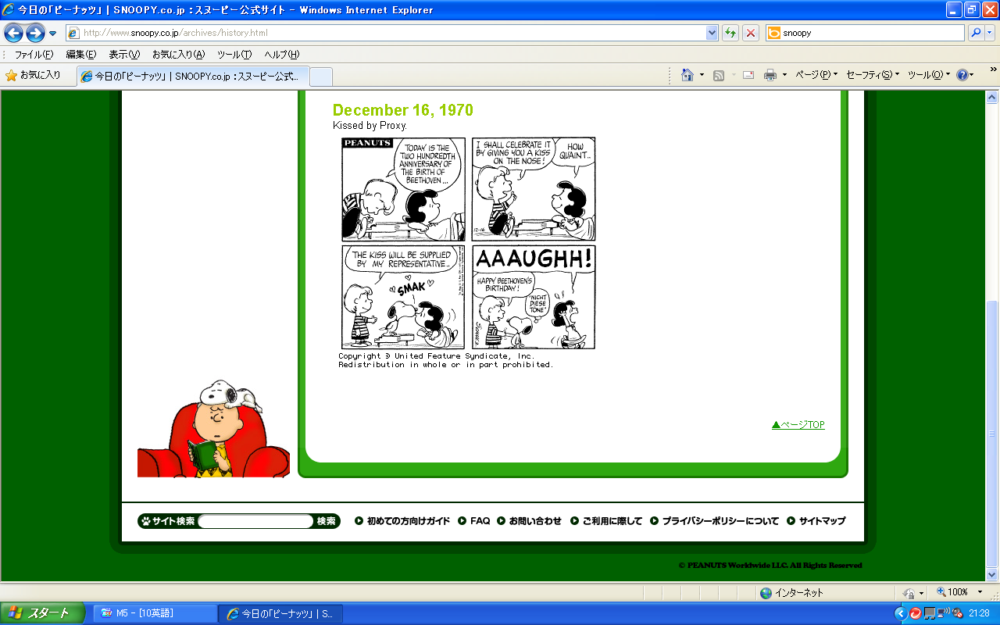 今日の「ピーナッツ」 | SNOOPY.co.jp : スヌーピー公式サイト - Windows Internet Explorer
http://www.snoopy.co.jp/archives/history.html
snoopy
ファイル(F) 編集(E) 表示(V) お気に入り(A) ツール(T) ヘルプ(H)
お気に入り
今日の「ピーナッツ」 | SNOOPY.co.jp : スヌーピー公式...
ページ(P) セーフティ(S) ツール(O)
December 16, 1970
Kissed by Proxy.
PEANUTS
TODAY IS THE
TWO HUNDREDTH
ANNIVERSARY OF
THE BIRTH OF
BEETHOVEN...
I SHALL CELEBRATE IT
BY GIVING YOU A KISS
ON THE NOSE!
HOW
QUAINT..
12-16
THE KISS WILL BE SUPPLIED
BY MY REPRESENTATIVE..
SMAK
AAAUGHH!
HAPPY BEETHOVEN'S
BIRTHDAY!
"NICHT
DIESE
TONE"
SCHULZ
Copyright © United Feature Syndicate, Inc.
Redistribution in whole or in part prohibited.
▲ページTOP
サイト検索 検索 初めての方向けガイド FAQ お問い合わせ ご利用に際して プライバシーポリシーについて サイトマップ
© PEANUTS Worldwide LLC. All Rights Reserved
インターネット 100%
スタート M5 - [10英語] 今日の「ピーナッツ」 | S... 21:28